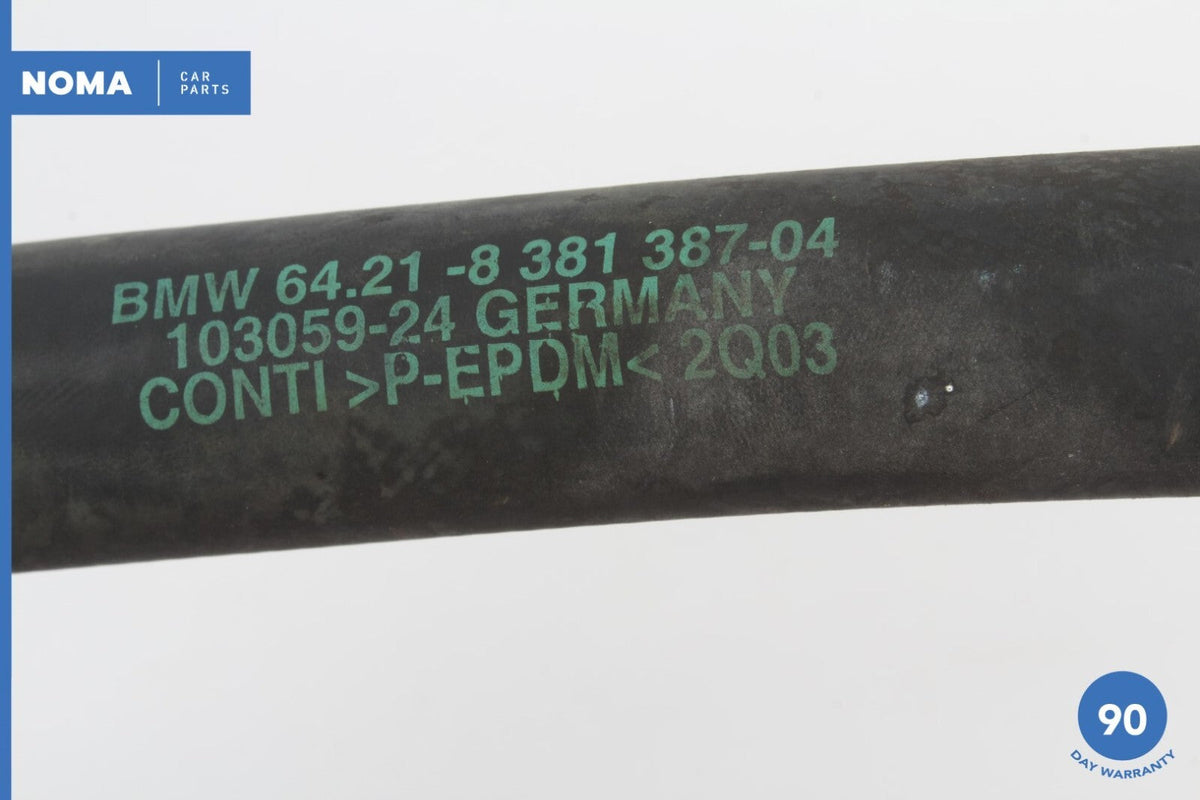 NOMA
CAR
PARTS
BMW 64.21 -8 381 387-04
103059-24 GERMANY
CONTI >P-EPDM< 2Q03
90
DAY WARRANTY